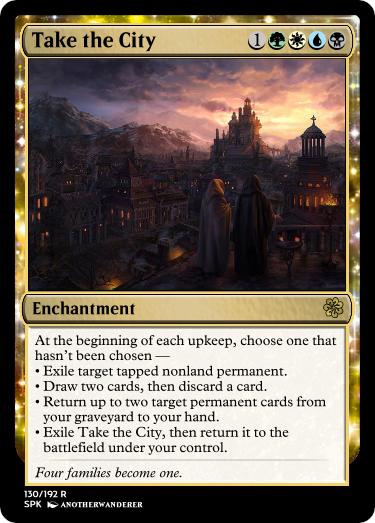 Take the City 1
Enchantment
At the beginning of each upkeep, choose one that
hasn't been chosen —
• Exile target tapped nonland permanent.
• Draw two cards, then discard a card.
• Return up to two target permanent cards from
your graveyard to your hand.
• Exile Take the City, then return it to the
battlefield under your control.
Four families become one.
130/192 R
SPK ANOTHERWANDERER